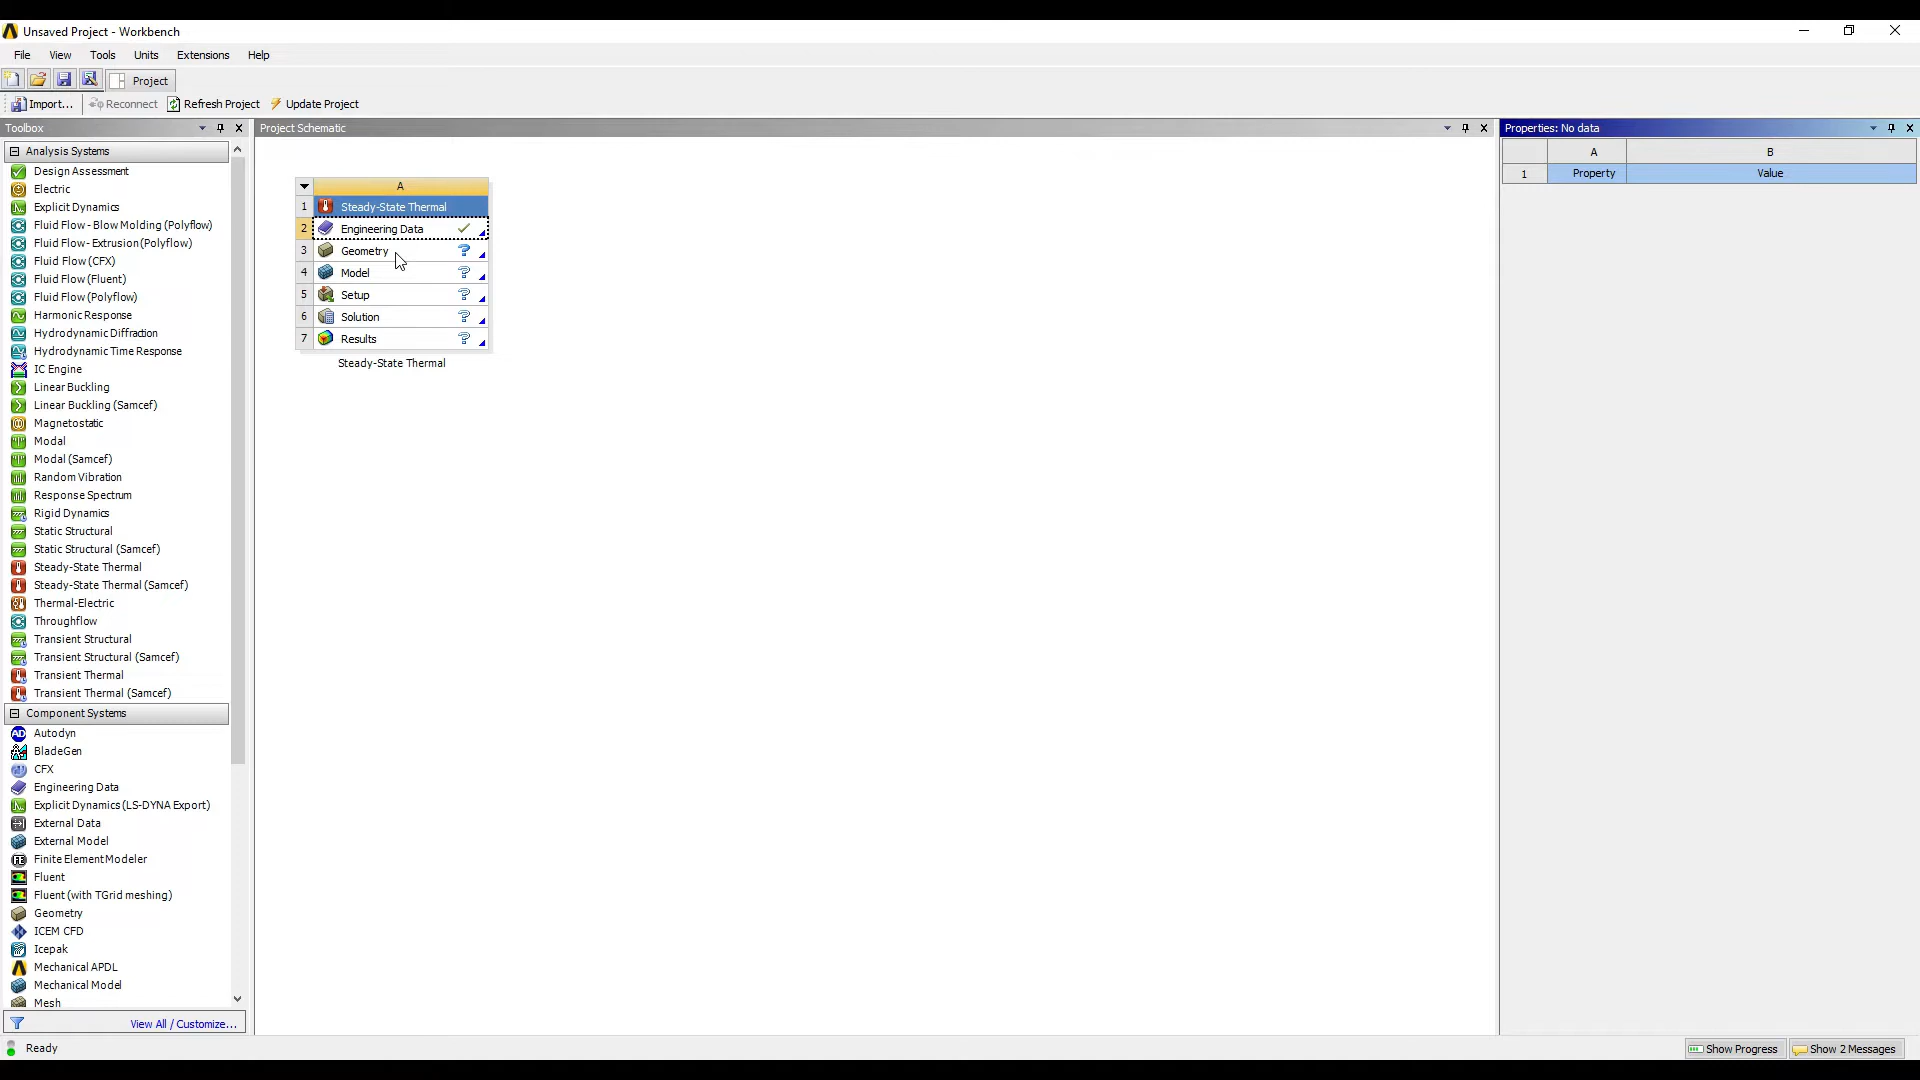 Unsaved Project - Workbench
File View Tools Units Extensions Help
Project
Import... Reconnect Refresh Project Update Project
Toolbox
Analysis Systems
Design Assessment
Electric
Explicit Dynamics
Fluid Flow - Blow Molding (Polyflow)
Fluid Flow- Extrusion (Polyflow)
Fluid Flow (CFX)
Fluid Flow (Fluent)
Fluid Flow (Polyflow)
Harmonic Response
Hydrodynamic Diffraction
Hydrodynamic Time Response
IC Engine
Linear Buckling
Linear Buckling (Samcef)
Magnetostatic
Modal
Modal (Samcef)
Random Vibration
Response Spectrum
Rigid Dynamics
Static Structural
Static Structural (Samcef)
Steady-State Thermal
Steady-State Thermal (Samcef)
Thermal-Electric
Throughflow
Transient Structural
Transient Structural (Samcef)
Transient Thermal
Transient Thermal (Samcef)
Component Systems
Autodyn
BladeGen
CFX
Engineering Data
Explicit Dynamics (LS-DYNA Export)
External Data
External Model
Finite Element Modeler
Fluent
Fluent (with TGrid meshing)
Geometry
ICEM CFD
Icepak
Mechanical APDL
Mechanical Model
Mesh
View All / Customize...
Project Schematic
A
1 Steady-State Thermal
2 Engineering Data
3 Geometry
4 Model
5 Setup
6 Solution
7 Results
Steady-State Thermal
Properties: No data
A B
1 Property Value
Ready
Show Progress Show 2 Messages